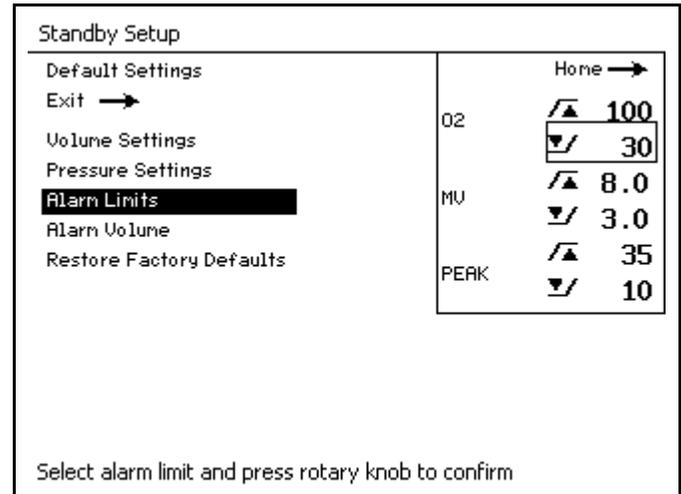 Standby Setup
Default Settings
Exit
Volume Settings
Pressure Settings
Alarm Limits
Alarm Volume
Restore Factory Defaults
Home
O2
100
30
MV
8.0
3.0
PEAK
35
10
Select alarm limit and press rotary knob to confirm